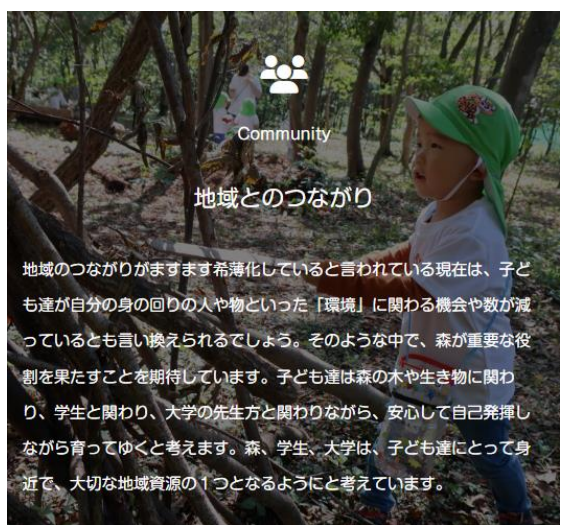 Community
地域とのつながり
地域のつながりがますます希薄化していると言われている現在は、子ど
も達が自分の身の回りの人や物といった「環境」に関わる機会や数が減
っているとも言い換えられるでしょう。そのような中で、森が重要な役
割を果たすことを期待しています。子ども達は森の木や生き物に関わ
り、学生と関わり、大学の先生方と関わりながら、安心して自己発揮し
ながら育ってゆくと考えます。森、学生、大学は、子ども達にとって身
近で、大切な地域資源の１つとなるようにと考えています。